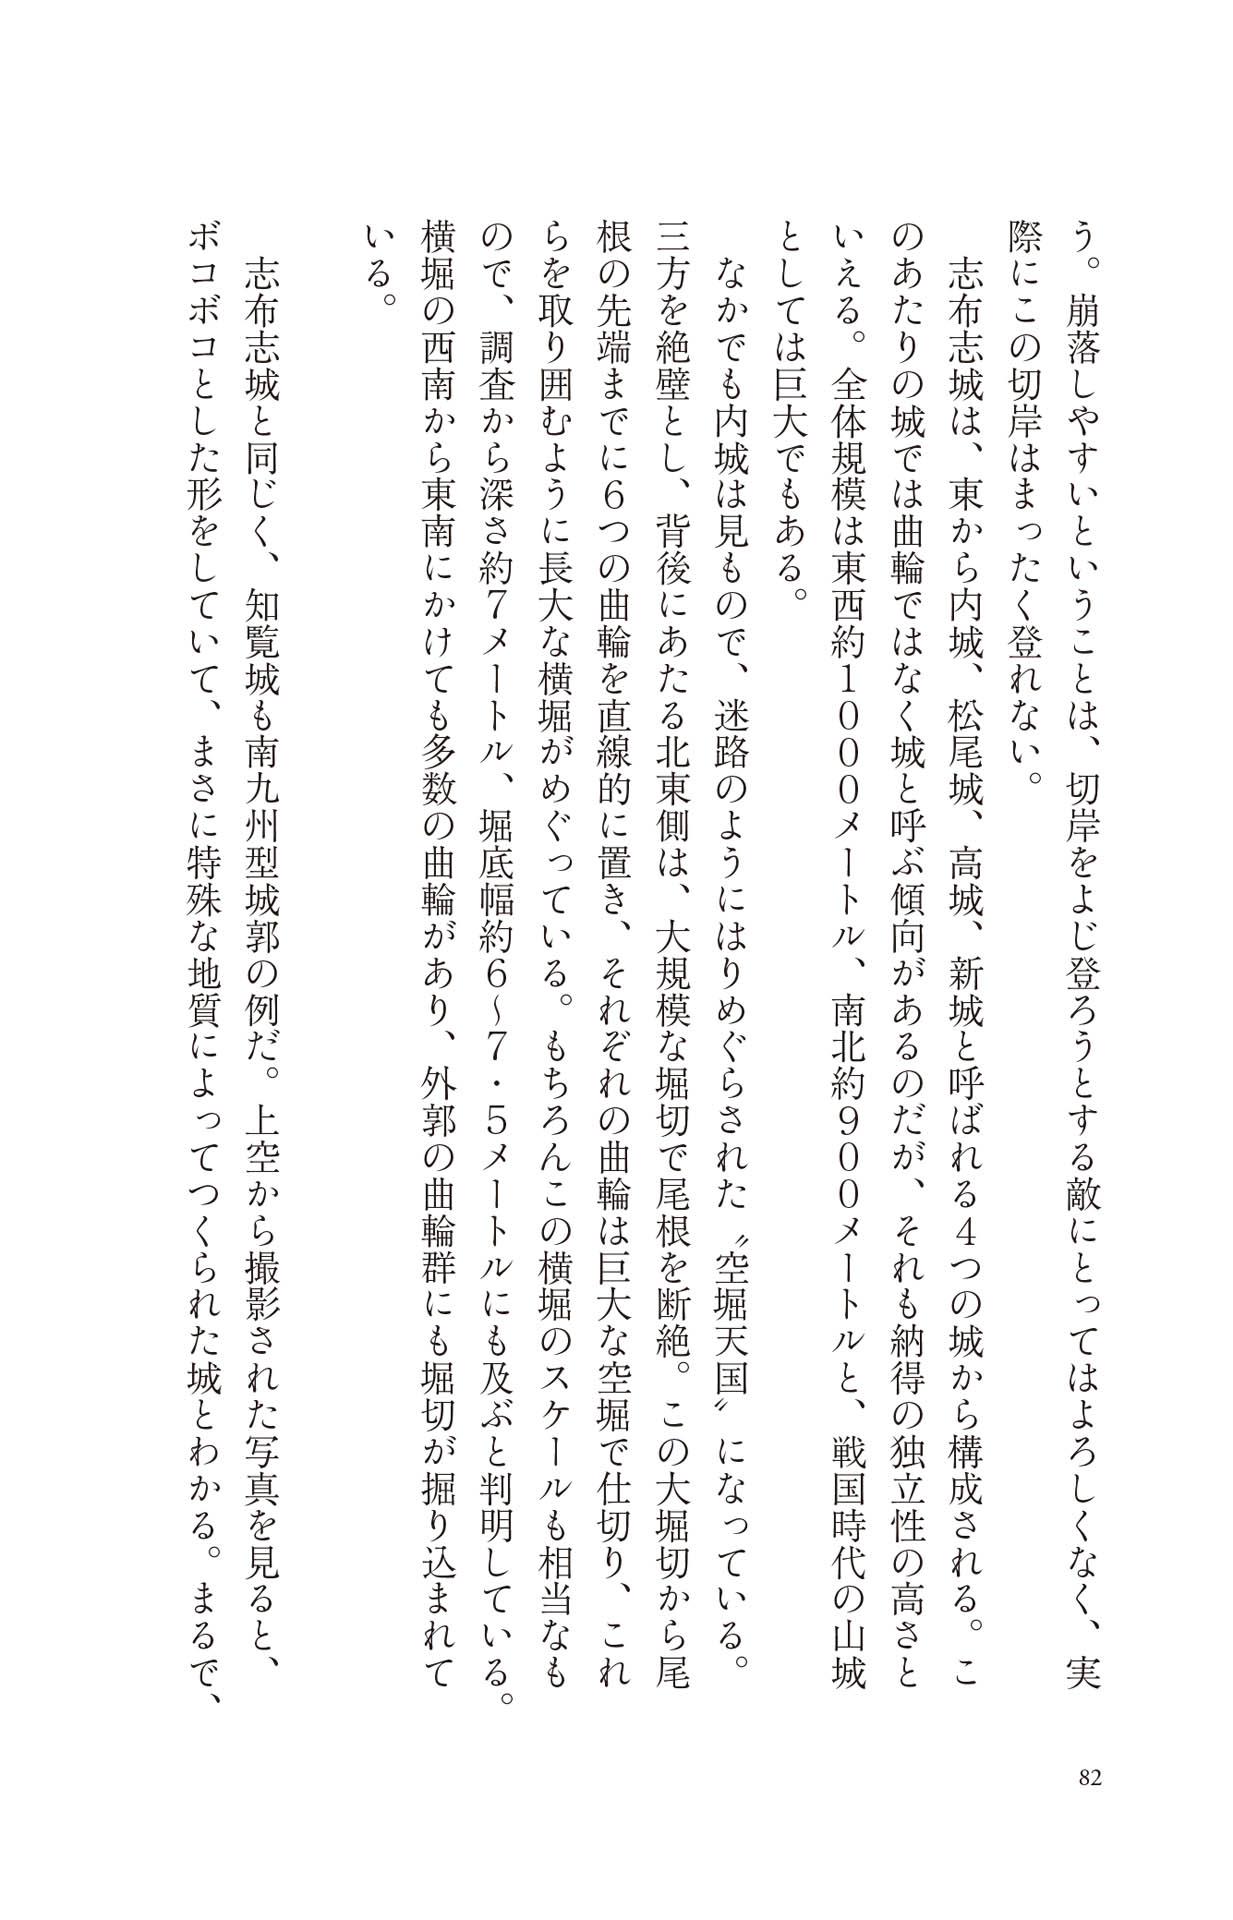 う。崩落しやすいということは、切岸をよじ登ろうとする敵にとってはよろしくなく、実
際にこの切岸はまったく登れない。
　志布志城は、東から内城、松尾城、高城、新城と呼ばれる４つの城から構成される。こ
のあたりの城では曲輪ではなく城と呼ぶ傾向があるのだが、それも納得の独立性の高さと
いえる。全体規模は東西約１０００メートル、南北約９００メートルと、戦国時代の山城
としては巨大でもある。
　なかでも内城は見もので、迷路のようにはりめぐらされた〝空堀天国〟になっている。
三方を絶壁とし、背後にあたる北東側は、大規模な堀切で尾根を断絶。この大堀切から尾
根の先端までに６つの曲輪を直線的に置き、それぞれの曲輪は巨大な空堀で仕切り、これ
らを取り囲むように長大な横堀がめぐっている。もちろんこの横堀のスケールも相当なも
ので、調査から深さ約７メートル、堀底幅約６〜７・５メートルにも及ぶと判明している。
横堀の西南から東南にかけても多数の曲輪があり、外郭の曲輪群にも堀切が掘り込まれて
いる。
　志布志城と同じく、知覧城も南九州型城郭の例だ。上空から撮影された写真を見ると、
ボコボコとした形をしていて、まさに特殊な地質によってつくられた城とわかる。まるで、
82